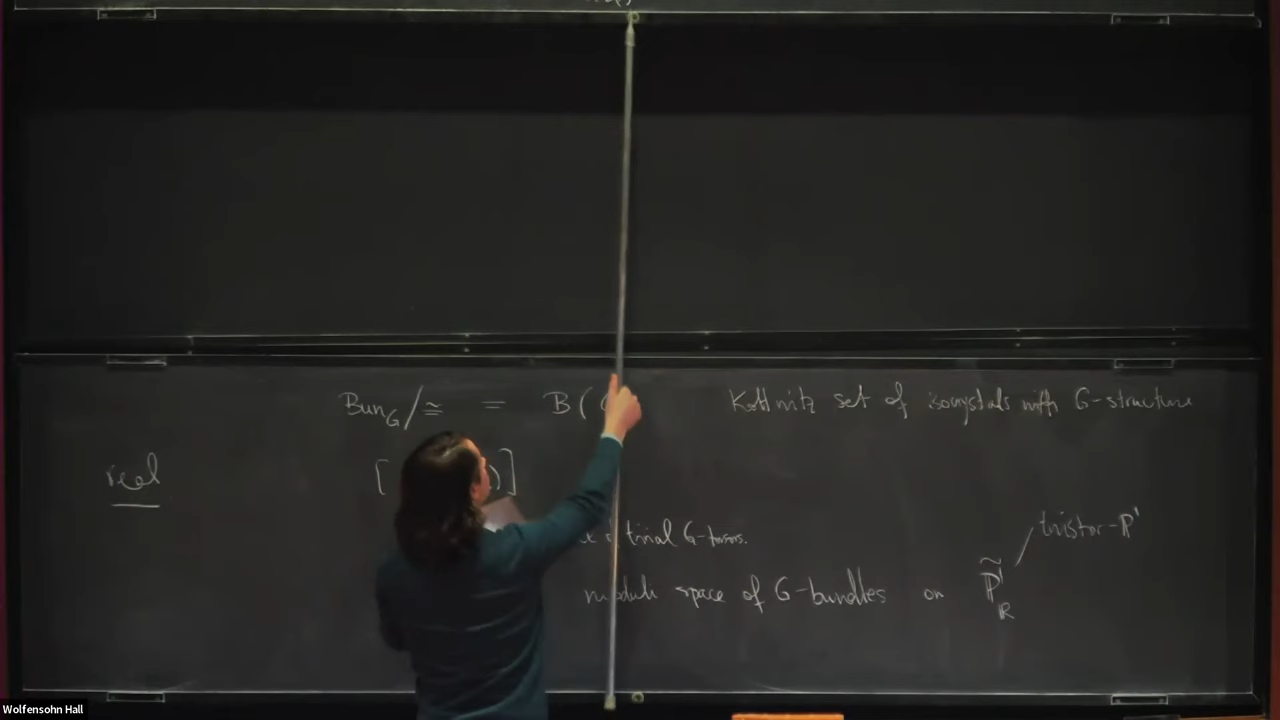 Bun_G/≅ = B( Kottwitz set of isocrystals with G-structure
real [ )]
trivial G-torsors.
twistor-P¹
moduli space of G-bundles on P̃¹_ℝ
Wolfensohn Hall